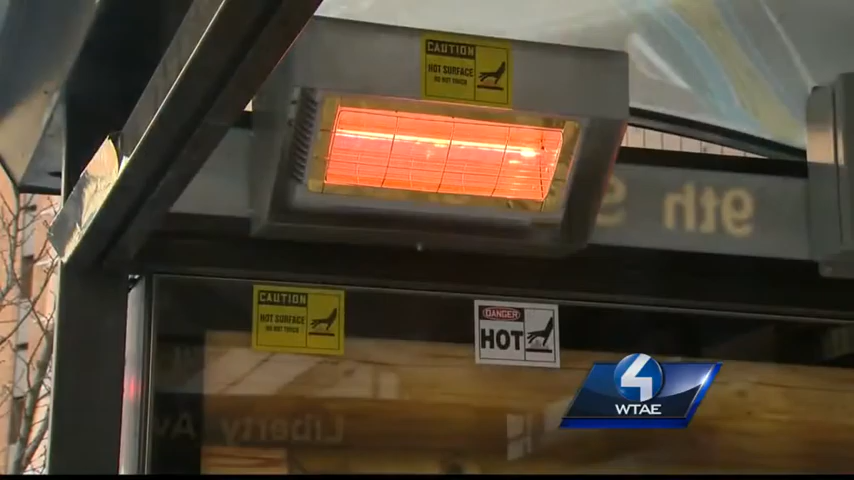 CAUTION
HOT SURFACE
DO NOT TOUCH
9th S
CAUTION
HOT SURFACE
DO NOT TOUCH
DANGER
HOT
Liberty Av
4
WTAE